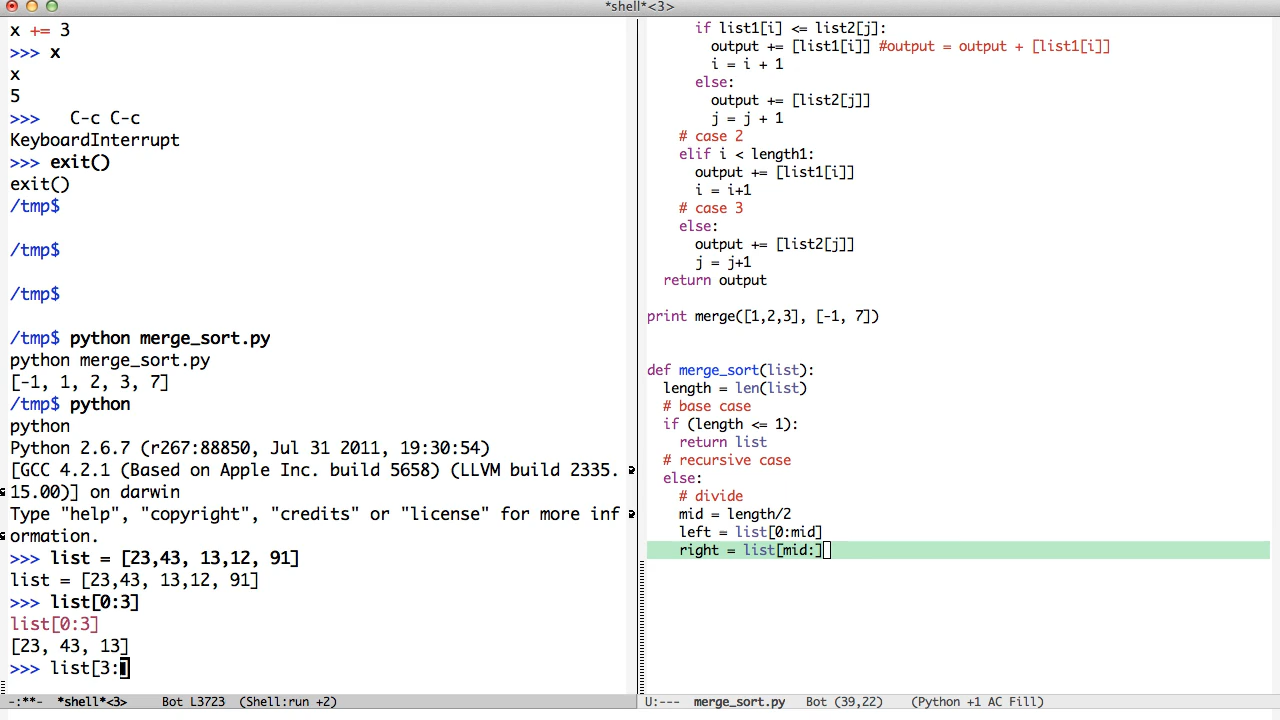 *shell*<3>
x += 3
>>> x
x
5
>>>   C-c C-c
KeyboardInterrupt
>>> exit()
exit()
/tmp$
/tmp$
/tmp$
/tmp$ python merge_sort.py
python merge_sort.py
[-1, 1, 2, 3, 7]
/tmp$ python
python
Python 2.6.7 (r267:88850, Jul 31 2011, 19:30:54)
[GCC 4.2.1 (Based on Apple Inc. build 5658) (LLVM build 2335.
15.00)] on darwin
Type "help", "copyright", "credits" or "license" for more inf
ormation.
>>> list = [23,43, 13,12, 91]
list = [23,43, 13,12, 91]
>>> list[0:3]
list[0:3]
[23, 43, 13]
>>> list[3:]
-:**-  *shell*<3>    Bot L3723  (Shell:run +2)
if list1[i] <= list2[j]:
output += [list1[i]] #output = output + [list1[i]]
i = i + 1
else:
output += [list2[j]]
j = j + 1
# case 2
elif i < length1:
output += [list1[i]]
i = i+1
# case 3
else:
output += [list2[j]]
j = j+1
return output
print merge([1,2,3], [-1, 7])
def merge_sort(list):
length = len(list)
# base case
if (length <= 1):
return list
# recursive case
else:
# divide
mid = length/2
left = list[0:mid]
right = list[mid:]
U:---  merge_sort.py   Bot (39,22)    (Python +1 AC Fill)